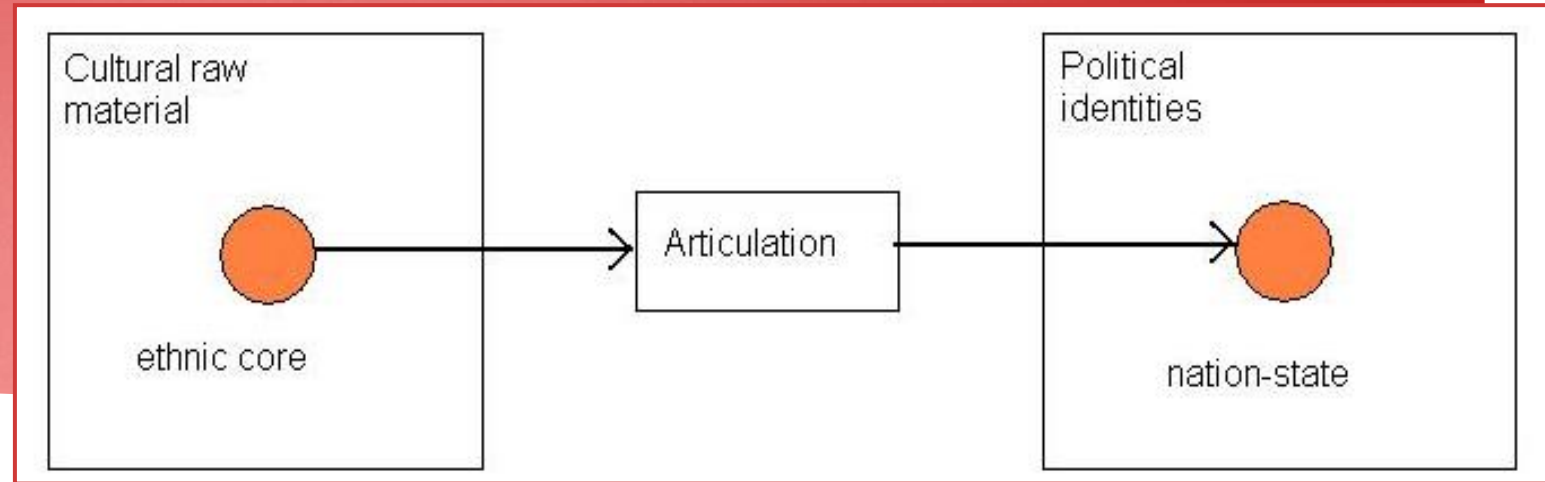 Cultural raw
material
ethnic core
Articulation
Political
identities
nation-state